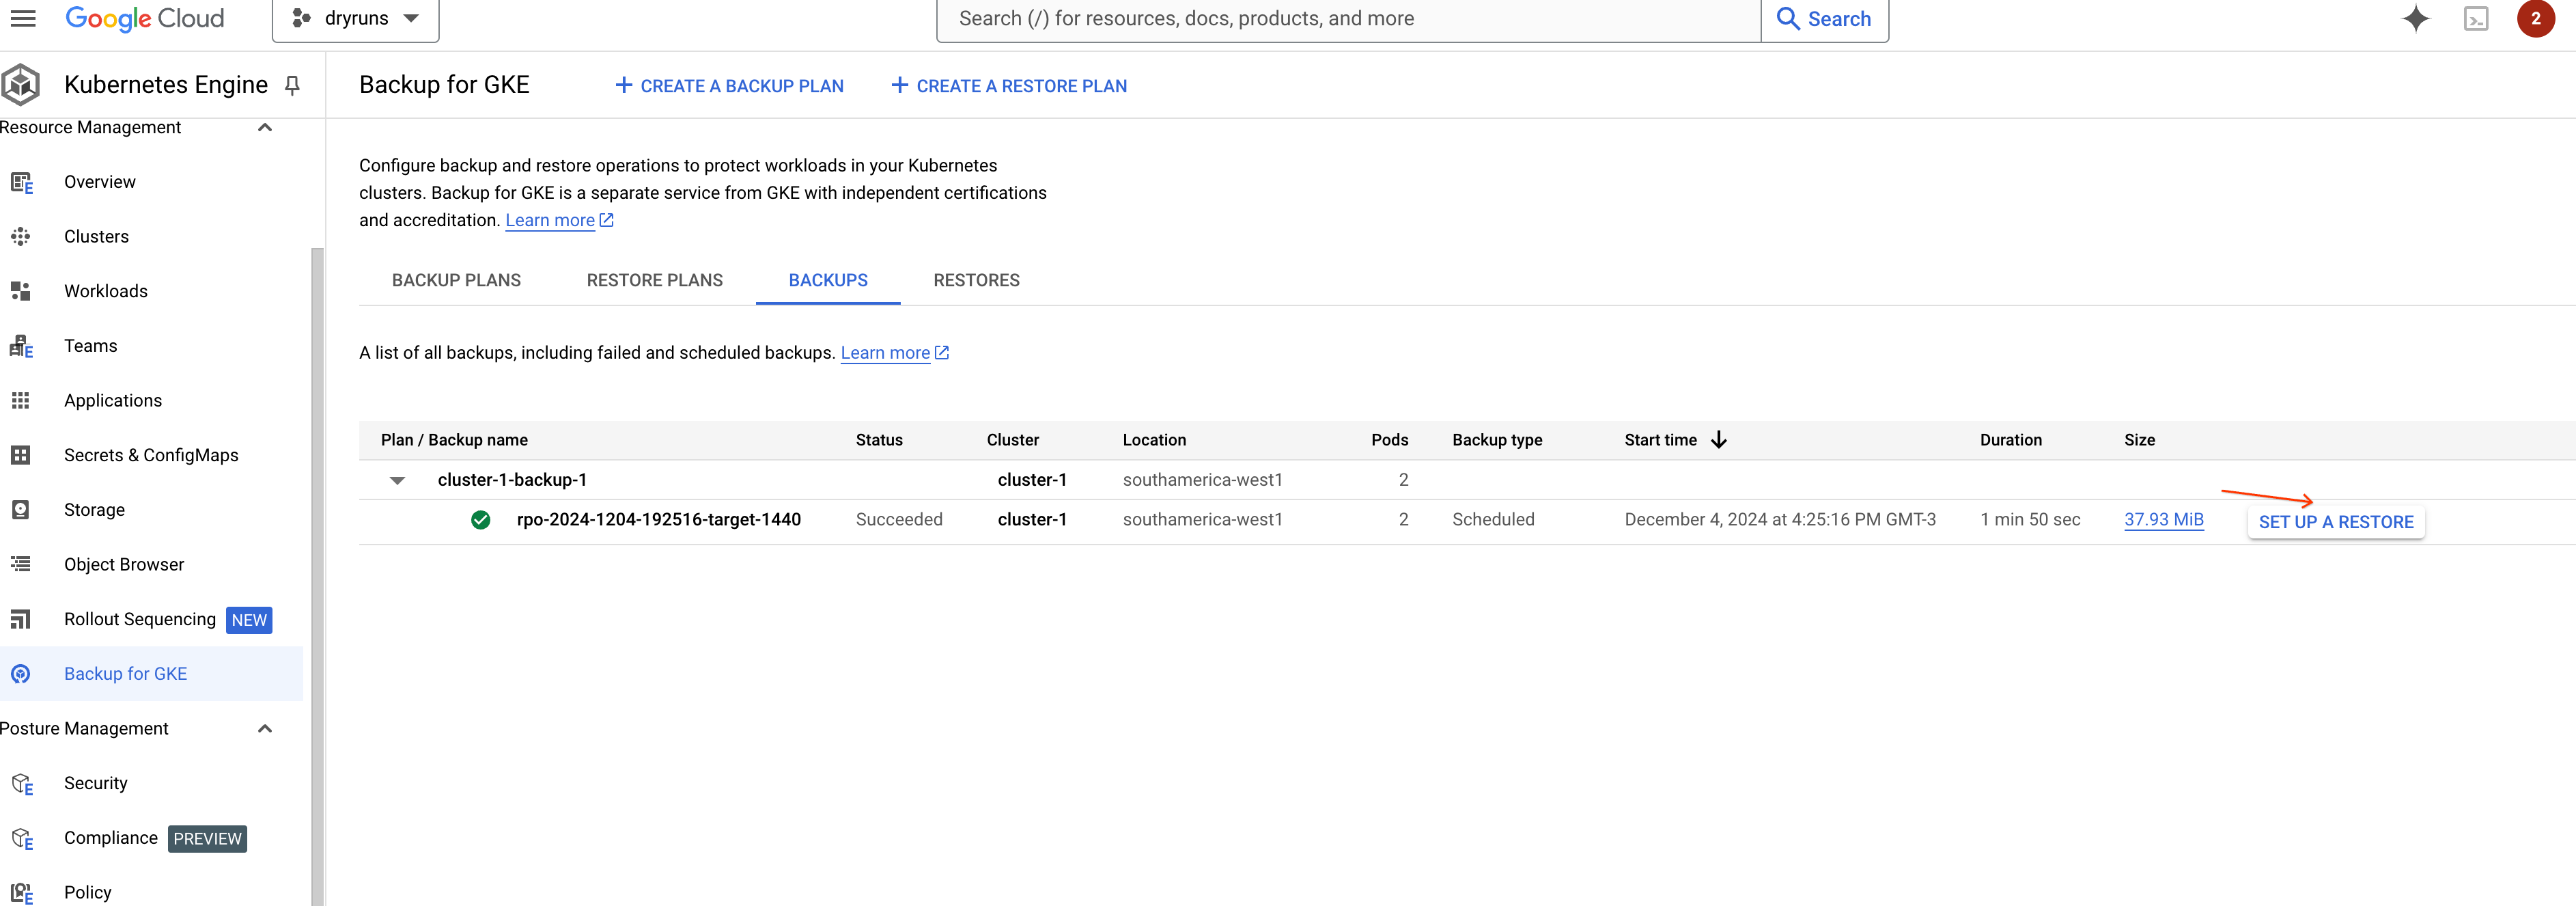 Google Cloud
dryruns
Search (/) for resources, docs, products, and more
Search
2
Kubernetes Engine
Backup for GKE
+ CREATE A BACKUP PLAN
+ CREATE A RESTORE PLAN
Resource Management
Overview
Clusters
Workloads
Teams
Applications
Secrets & ConfigMaps
Storage
Object Browser
Rollout Sequencing NEW
Backup for GKE
Posture Management
Security
Compliance PREVIEW
Policy
Configure backup and restore operations to protect workloads in your Kubernetes
clusters. Backup for GKE is a separate service from GKE with independent certifications
and accreditation. Learn more
BACKUP PLANS RESTORE PLANS BACKUPS RESTORES
A list of all backups, including failed and scheduled backups. Learn more
Plan / Backup name Status Cluster Location Pods Backup type Start time Duration Size
cluster-1-backup-1 cluster-1 southamerica-west1 2
rpo-2024-1204-192516-target-1440 Succeeded cluster-1 southamerica-west1 2 Scheduled December 4, 2024 at 4:25:16 PM GMT-3 1 min 50 sec 37.93 MiB SET UP A RESTORE